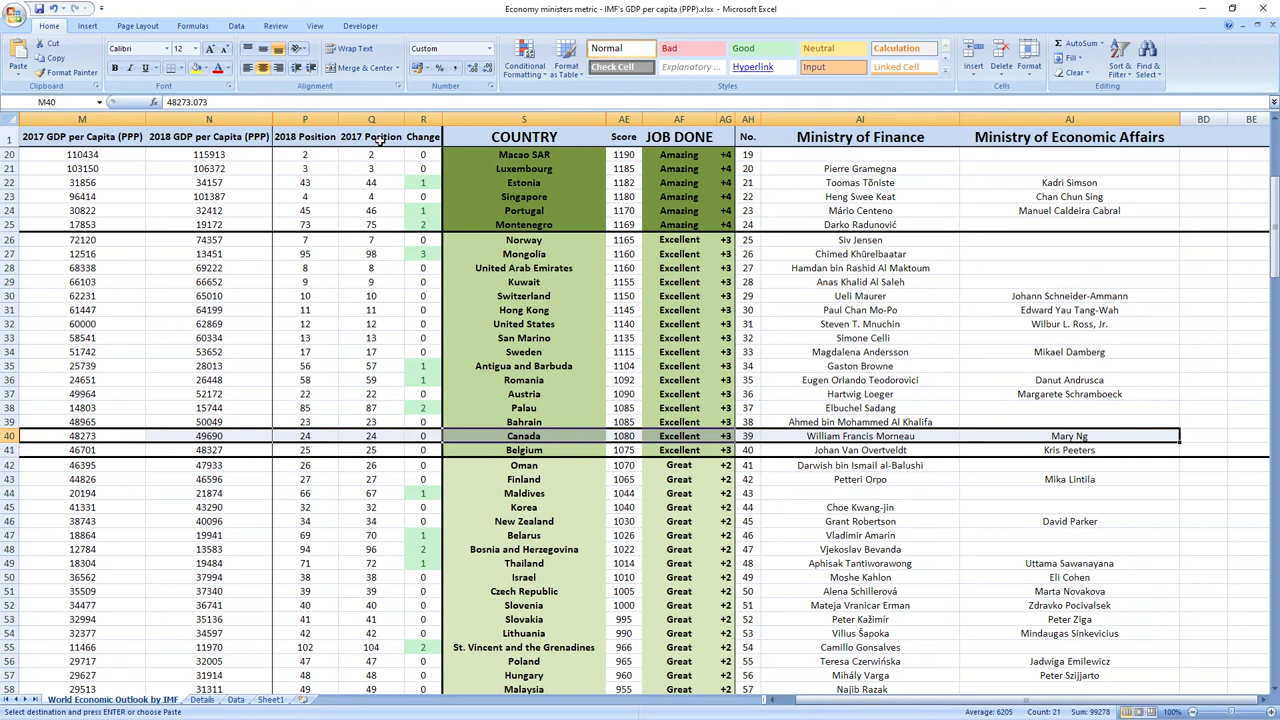 Economy ministers metric - IMF's GDP per capita (PPP).xlsx - Microsoft Excel
Home Insert Page Layout Formulas Data Review View Developer
Paste Cut Copy Format Painter Clipboard
Calibri 12 Font
Wrap Text Merge & Center Alignment
Custom Number
Conditional Formatting Format as Table
Normal Bad Good Neutral Calculation
Check Cell Explanatory ... Hyperlink Input Linked Cell
Styles
Insert Delete Format Cells
AutoSum Fill Clear Sort & Filter Find & Select Editing
M40 48273.073
M N P Q R S AE AF AG AH AI AJ BD BE
1 2017 GDP per Capita (PPP) 2018 GDP per Capita (PPP) 2018 Position 2017 Position Change COUNTRY Score JOB DONE No. Ministry of Finance Ministry of Economic Affairs
20 110434 115913 2 2 0 Macao SAR 1190 Amazing +4 19
21 103150 106372 3 3 0 Luxembourg 1185 Amazing +4 20 Pierre Gramegna
22 31856 34157 43 44 1 Estonia 1182 Amazing +4 21 Toomas Tõniste Kadri Simson
23 96414 101387 4 4 0 Singapore 1180 Amazing +4 22 Heng Swee Keat Chan Chun Sing
24 30822 32412 45 46 1 Portugal 1170 Amazing +4 23 Mário Centeno Manuel Caldeira Cabral
25 17853 19172 73 75 2 Montenegro 1169 Amazing +4 24 Darko Radunović
26 72120 74357 7 7 0 Norway 1165 Excellent +3 25 Siv Jensen
27 12516 13451 95 98 3 Mongolia 1160 Excellent +3 26 Chimed Khürelbaatar
28 68338 69222 8 8 0 United Arab Emirates 1160 Excellent +3 27 Hamdan bin Rashid Al Maktoum
29 66103 66652 9 9 0 Kuwait 1155 Excellent +3 28 Anas Khalid Al Saleh
30 62231 65010 10 10 0 Switzerland 1150 Excellent +3 29 Ueli Maurer Johann Schneider-Ammann
31 61447 64199 11 11 0 Hong Kong 1145 Excellent +3 30 Paul Chan Mo-Po Edward Yau Tang-Wah
32 60000 62869 12 12 0 United States 1140 Excellent +3 31 Steven T. Mnuchin Wilbur L. Ross, Jr.
33 58541 60334 13 13 0 San Marino 1135 Excellent +3 32 Simone Celli
34 51742 53652 17 17 0 Sweden 1115 Excellent +3 33 Magdalena Andersson Mikael Damberg
35 25739 28013 56 57 1 Antigua and Barbuda 1104 Excellent +3 34 Gaston Browne
36 24651 26448 58 59 1 Romania 1092 Excellent +3 35 Eugen Orlando Teodorovici Danut Andrusca
37 49964 52172 22 22 0 Austria 1090 Excellent +3 36 Hartwig Loeger Margarete Schramboeck
38 14803 15744 85 87 2 Palau 1085 Excellent +3 37 Elbuchel Sadang
39 48965 50049 23 23 0 Bahrain 1085 Excellent +3 38 Ahmed bin Mohammed Al Khalifa
40 48273 49690 24 24 0 Canada 1080 Excellent +3 39 William Francis Morneau Mary Ng
41 46701 48327 25 25 0 Belgium 1075 Excellent +3 40 Johan Van Overtveldt Kris Peeters
42 46395 47933 26 26 0 Oman 1070 Great +2 41 Darwish bin Ismail al-Balushi
43 44826 46596 27 27 0 Finland 1065 Great +2 42 Petteri Orpo Mika Lintila
44 20194 21874 66 67 1 Maldives 1044 Great +2 43
45 41331 43290 32 32 0 Korea 1040 Great +2 44 Choe Kwang-jin
46 38743 40096 34 34 0 New Zealand 1030 Great +2 45 Grant Robertson David Parker
47 18864 19941 69 70 1 Belarus 1026 Great +2 46 Vladimir Amarin
48 12784 13583 94 96 2 Bosnia and Herzegovina 1022 Great +2 47 Vjekoslav Bevanda
49 18304 19484 71 72 1 Thailand 1014 Great +2 48 Aphisak Tantiworawong Uttama Sawanayana
50 36562 37994 38 38 0 Israel 1010 Great +2 49 Moshe Kahlon Eli Cohen
51 35509 37340 39 39 0 Czech Republic 1005 Great +2 50 Alena Schillerová Marta Novakova
52 34477 36741 40 40 0 Slovenia 1000 Great +2 51 Mateja Vranicar Erman Zdravko Pocivalsek
53 32994 35136 41 41 0 Slovakia 995 Great +2 52 Peter Kažimír Peter Ziga
54 32377 34597 42 42 0 Lithuania 990 Great +2 53 Vilius Šapoka Mindaugas Sinkevicius
55 11466 11970 102 104 2 St. Vincent and the Grenadines 966 Great +2 54 Camillo Gonsalves
56 29717 32005 47 47 0 Poland 965 Great +2 55 Teresa Czerwińska Jadwiga Emilewicz
57 29651 31914 48 48 0 Hungary 960 Great +2 56 Mihály Varga Peter Szijjarto
58 29513 31311 49 49 0 Malaysia 955 Great +2 57 Najib Razak
World Economic Outlook by IMF Details Data Sheet1
Select destination and press ENTER or choose Paste Average: 6205 Count: 21 Sum: 99278 100%